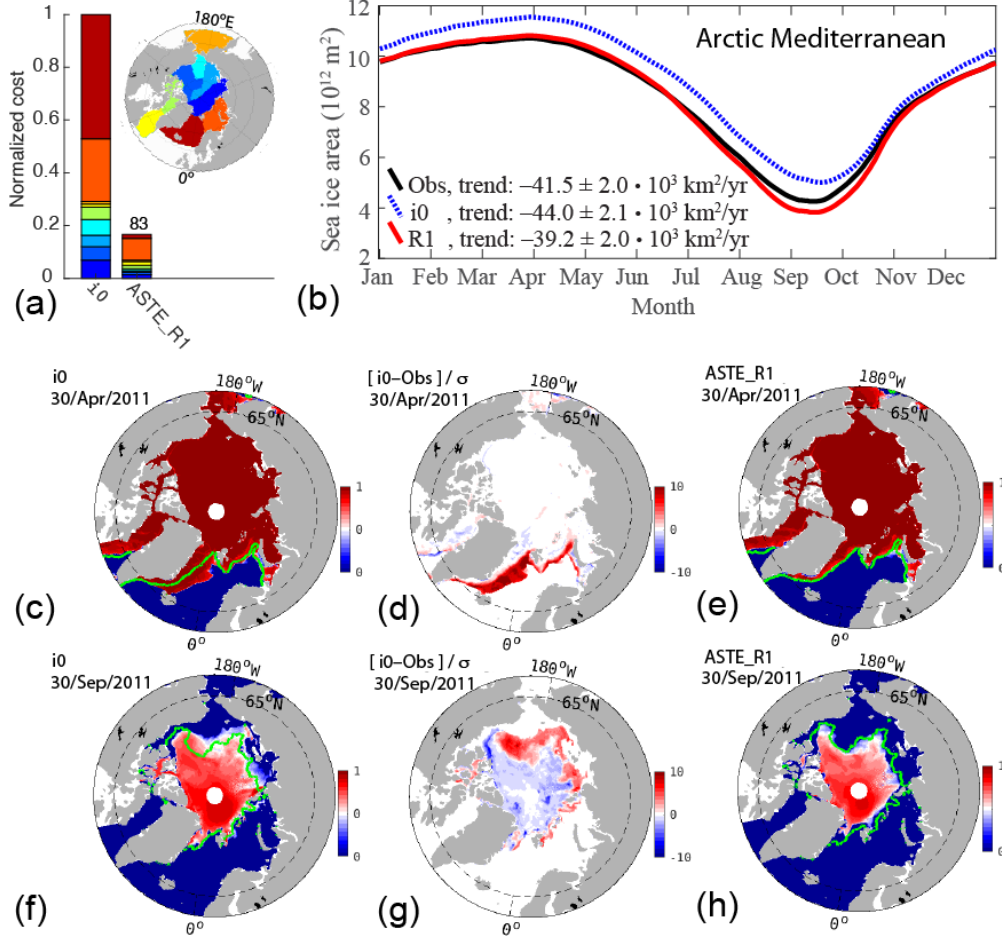 (a)
Normalized cost
1
0.8
0.6
0.4
0.2
0
180°E
0°
83
i0
ASTE_R1
(b)
Arctic Mediterranean
Sea ice area (10¹² m²)
12
10
8
6
4
2
Obs, trend: −41.5 ± 2.0 • 10³ km²/yr
i0 , trend: −44.0 ± 2.1 • 10³ km²/yr
R1 , trend: −39.2 ± 2.0 • 10³ km²/yr
Jan Feb Mar Apr May Jun Jul Aug Sep Oct Nov Dec
Month
i0
30/Apr/2011
180°W
65°N
1
0
0
(c)
0°
[ i0−Obs ] / σ
30/Apr/2011
180°W
65°N
10
0
-10
(d)
0°
ASTE_R1
30/Apr/2011
180°W
65°N
1
0
0
(e)
0°
i0
30/Sep/2011
180°W
65°N
1
0
0
(f)
0°
[ i0−Obs ] / σ
30/Sep/2011
180°W
65°N
10
0
-10
(g)
0°
ASTE_R1
30/Sep/2011
180°W
65°N
1
0
0
(h)
0°